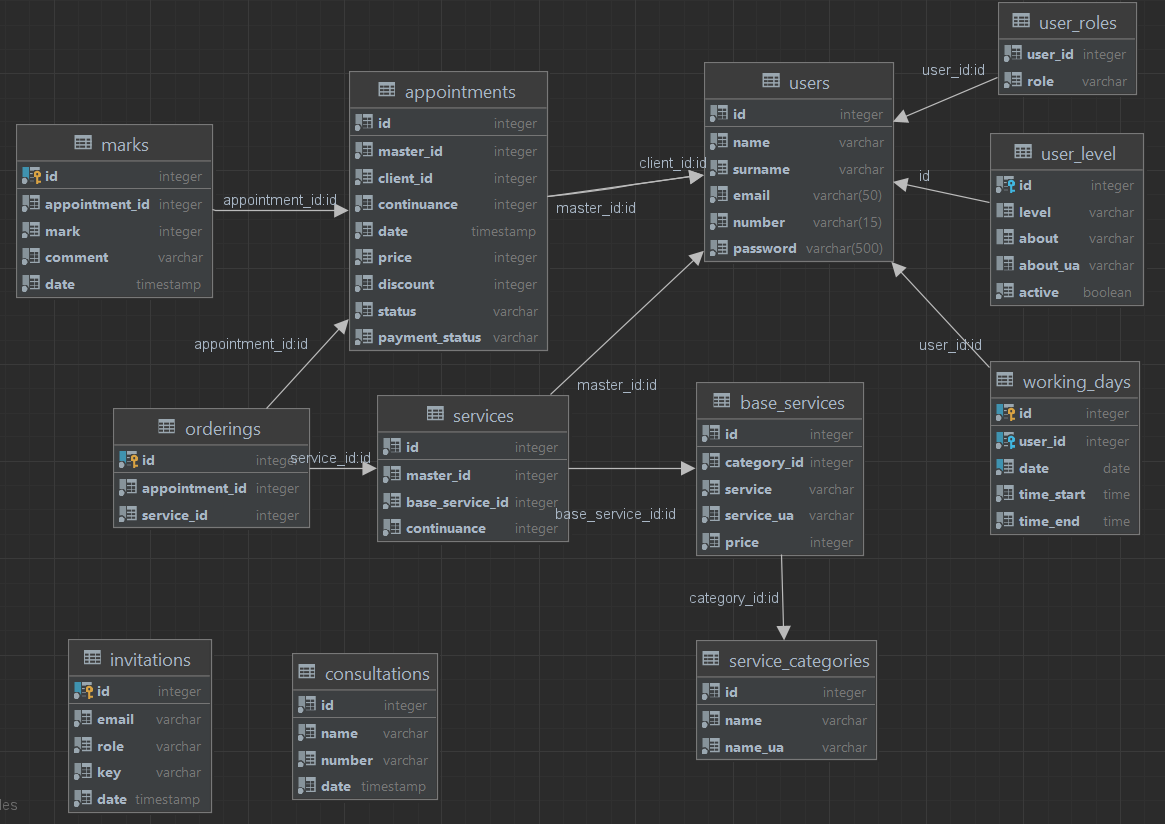 user_roles
user_id integer
role varchar
user_id:id
users
id integer
name varchar
surname varchar
email varchar(50)
number varchar(15)
password varchar(500)
appointments
id integer
master_id integer
client_id integer
continuance integer
date timestamp
price integer
discount integer
status varchar
payment_status varchar
client_id:id
master_id:id
marks
id integer
appointment_id integer
mark integer
comment varchar
date timestamp
appointment_id:id
user_level
id integer
level varchar
about varchar
about_ua varchar
active boolean
id
appointment_id:id
user_id:id
working_days
id integer
user_id integer
date date
time_start time
time_end time
master_id:id
base_services
id integer
category_id integer
service varchar
service_ua varchar
price integer
services
id integer
master_id integer
base_service_id integer
continuance integer
orderings
id integer
appointment_id integer
service_id integer
service_id:id
base_service_id:id
category_id:id
service_categories
id integer
name varchar
name_ua varchar
invitations
id integer
email varchar
role varchar
key varchar
date timestamp
consultations
id integer
name varchar
number varchar
date timestamp